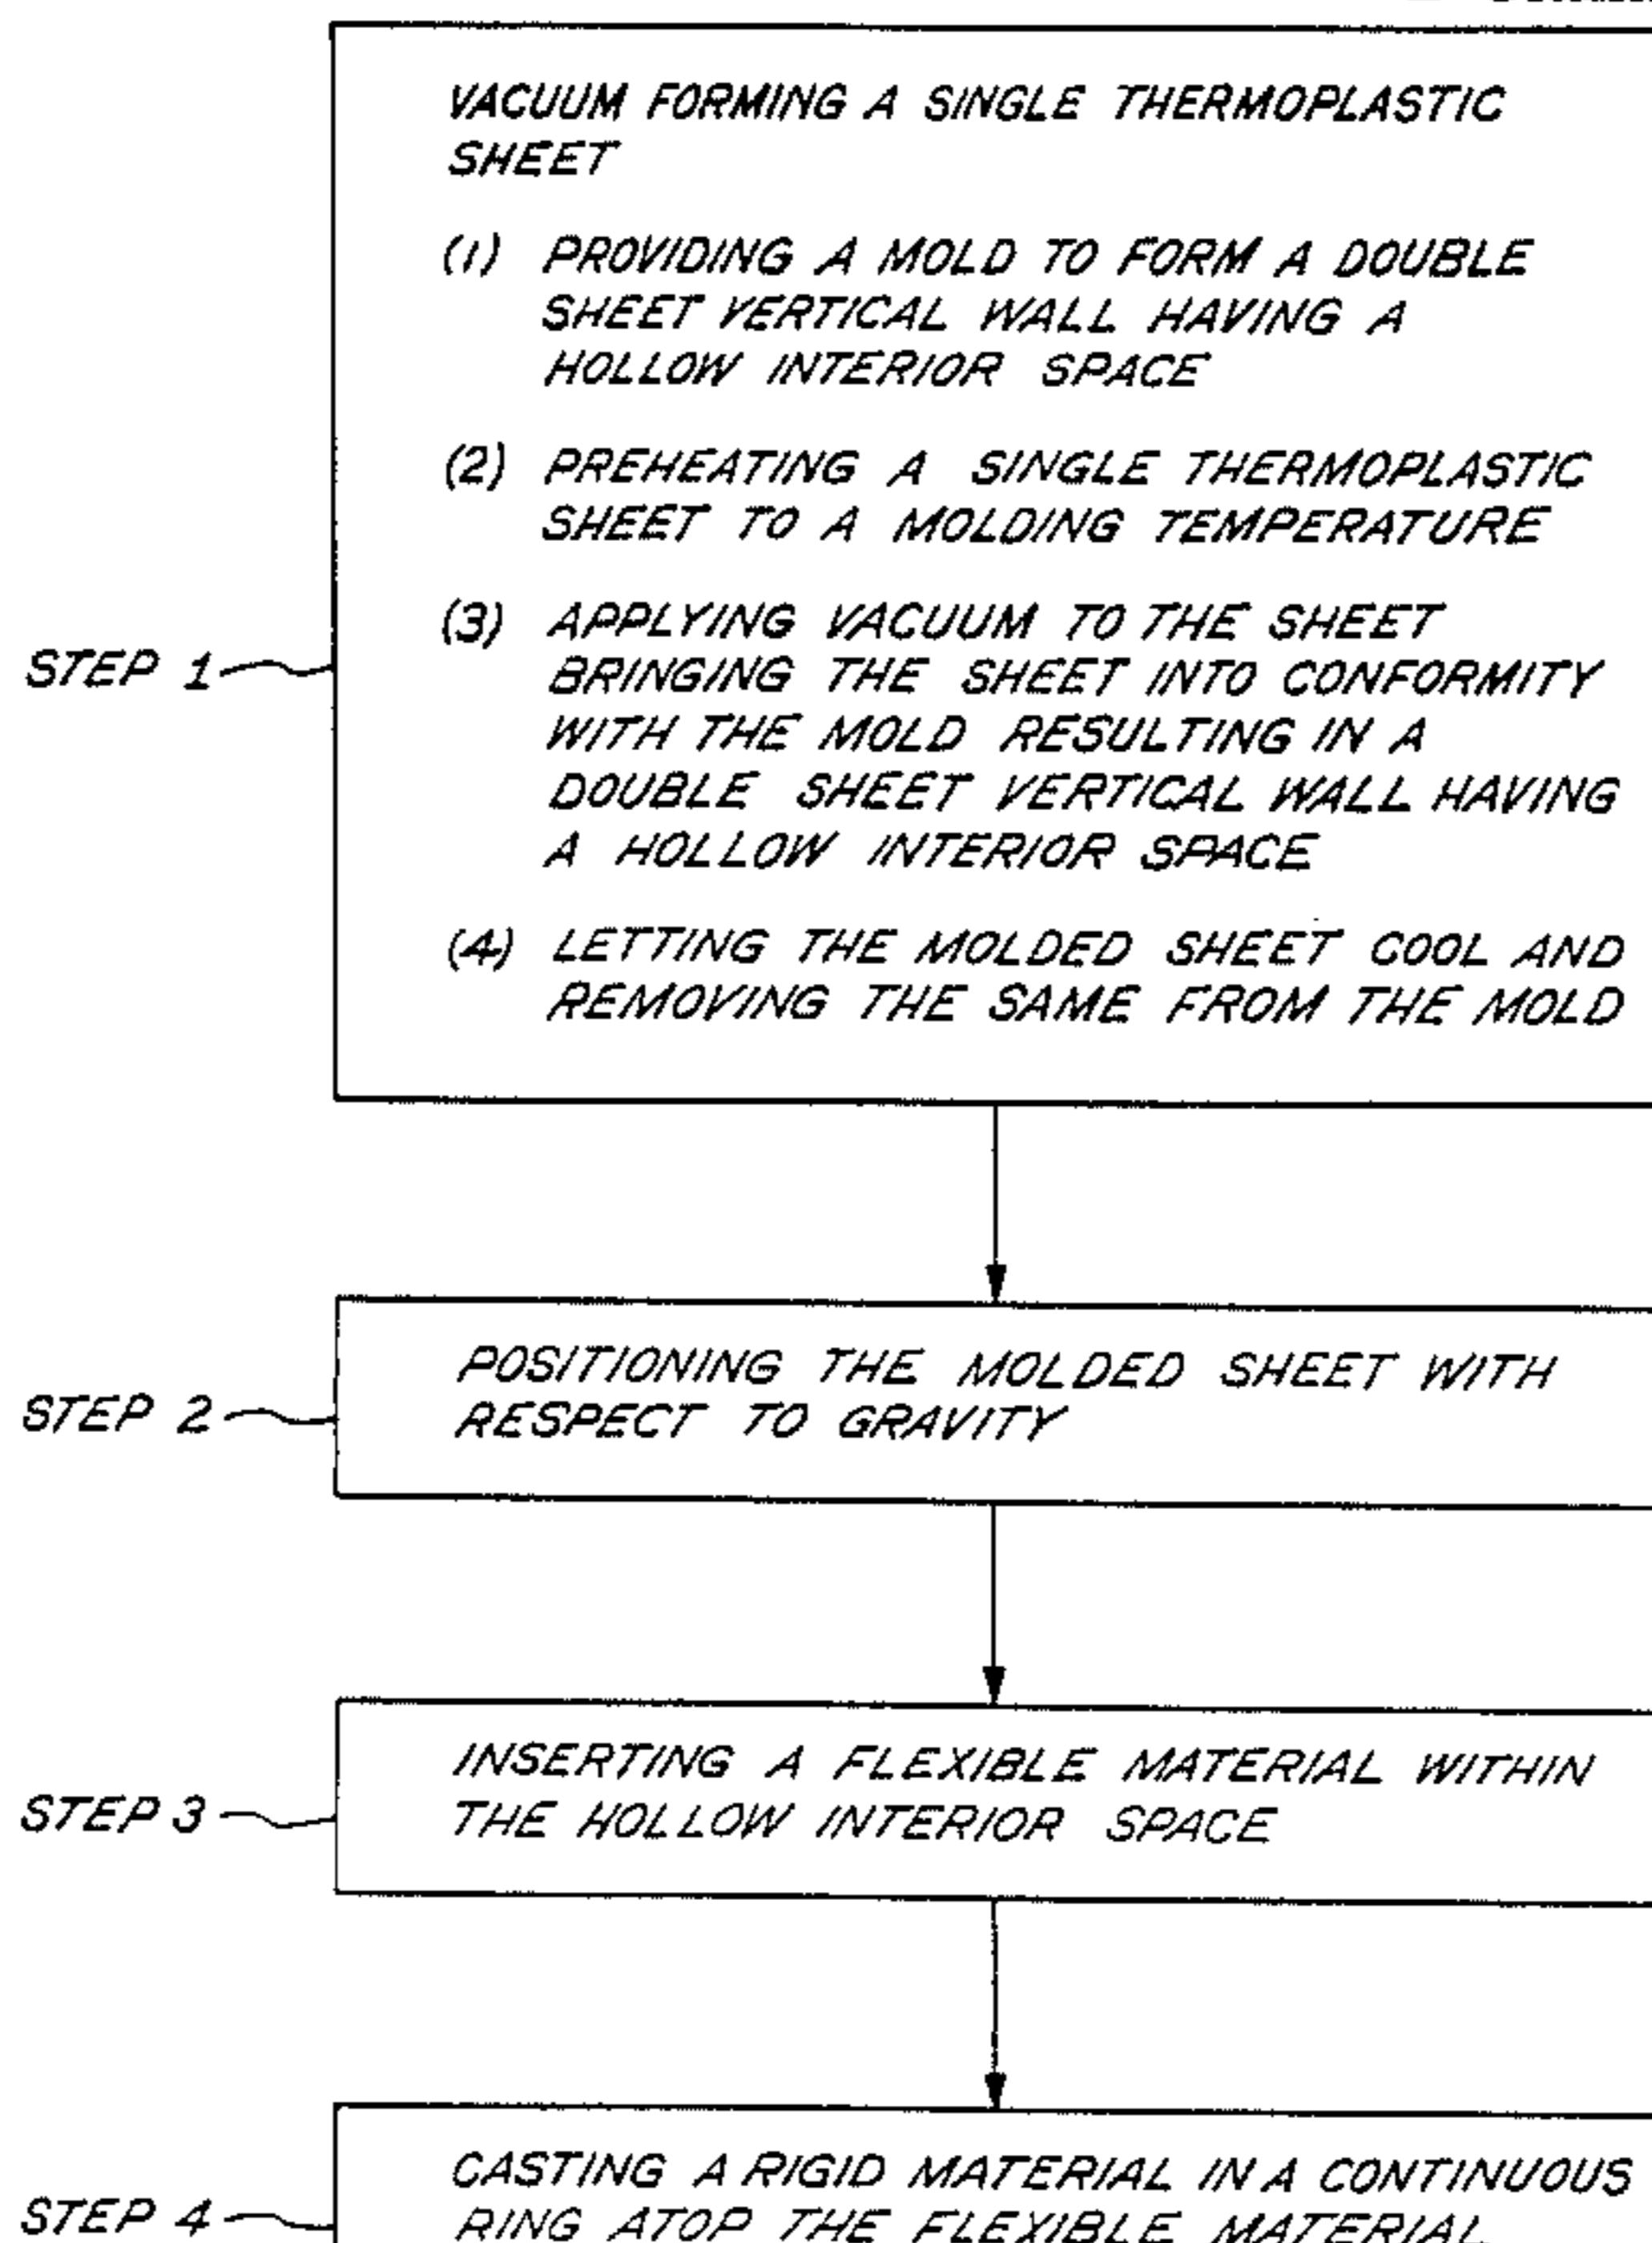 VACUUM FORMING A SINGLE THERMOPLASTIC
SHEET
(1) PROVIDING A MOLD TO FORM A DOUBLE
SHEET VERTICAL WALL HAVING A
HOLLOW INTERIOR SPACE
(2) PREHEATING A SINGLE THERMOPLASTIC
SHEET TO A MOLDING TEMPERATURE
(3) APPLYING VACUUM TO THE SHEET
BRINGING THE SHEET INTO CONFORMITY
WITH THE MOLD RESULTING IN A
DOUBLE SHEET VERTICAL WALL HAVING
A HOLLOW INTERIOR SPACE
(4) LETTING THE MOLDED SHEET COOL AND
REMOVING THE SAME FROM THE MOLD
STEP 1
POSITIONING THE MOLDED SHEET WITH
RESPECT TO GRAVITY
STEP 2
INSERTING A FLEXIBLE MATERIAL WITHIN
THE HOLLOW INTERIOR SPACE
STEP 3
CASTING A RIGID MATERIAL IN A CONTINUOUS
RING ATOP THE FLEXIBLE MATERIAL
STEP 4